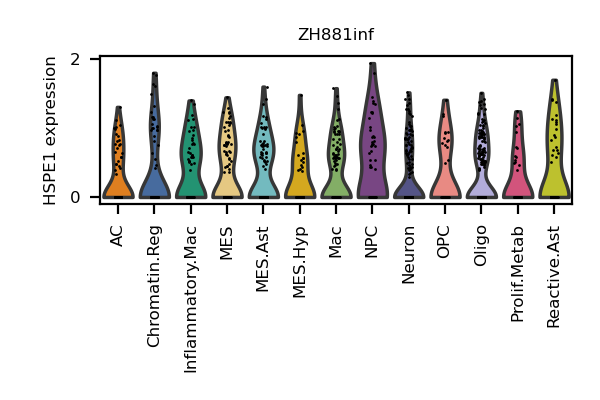 ZH881inf
HSPE1 expression
2
0
AC
Chromatin.Reg
Inflammatory.Mac
MES
MES.Ast
MES.Hyp
Mac
NPC
Neuron
OPC
Oligo
Prolif.Metab
Reactive.Ast